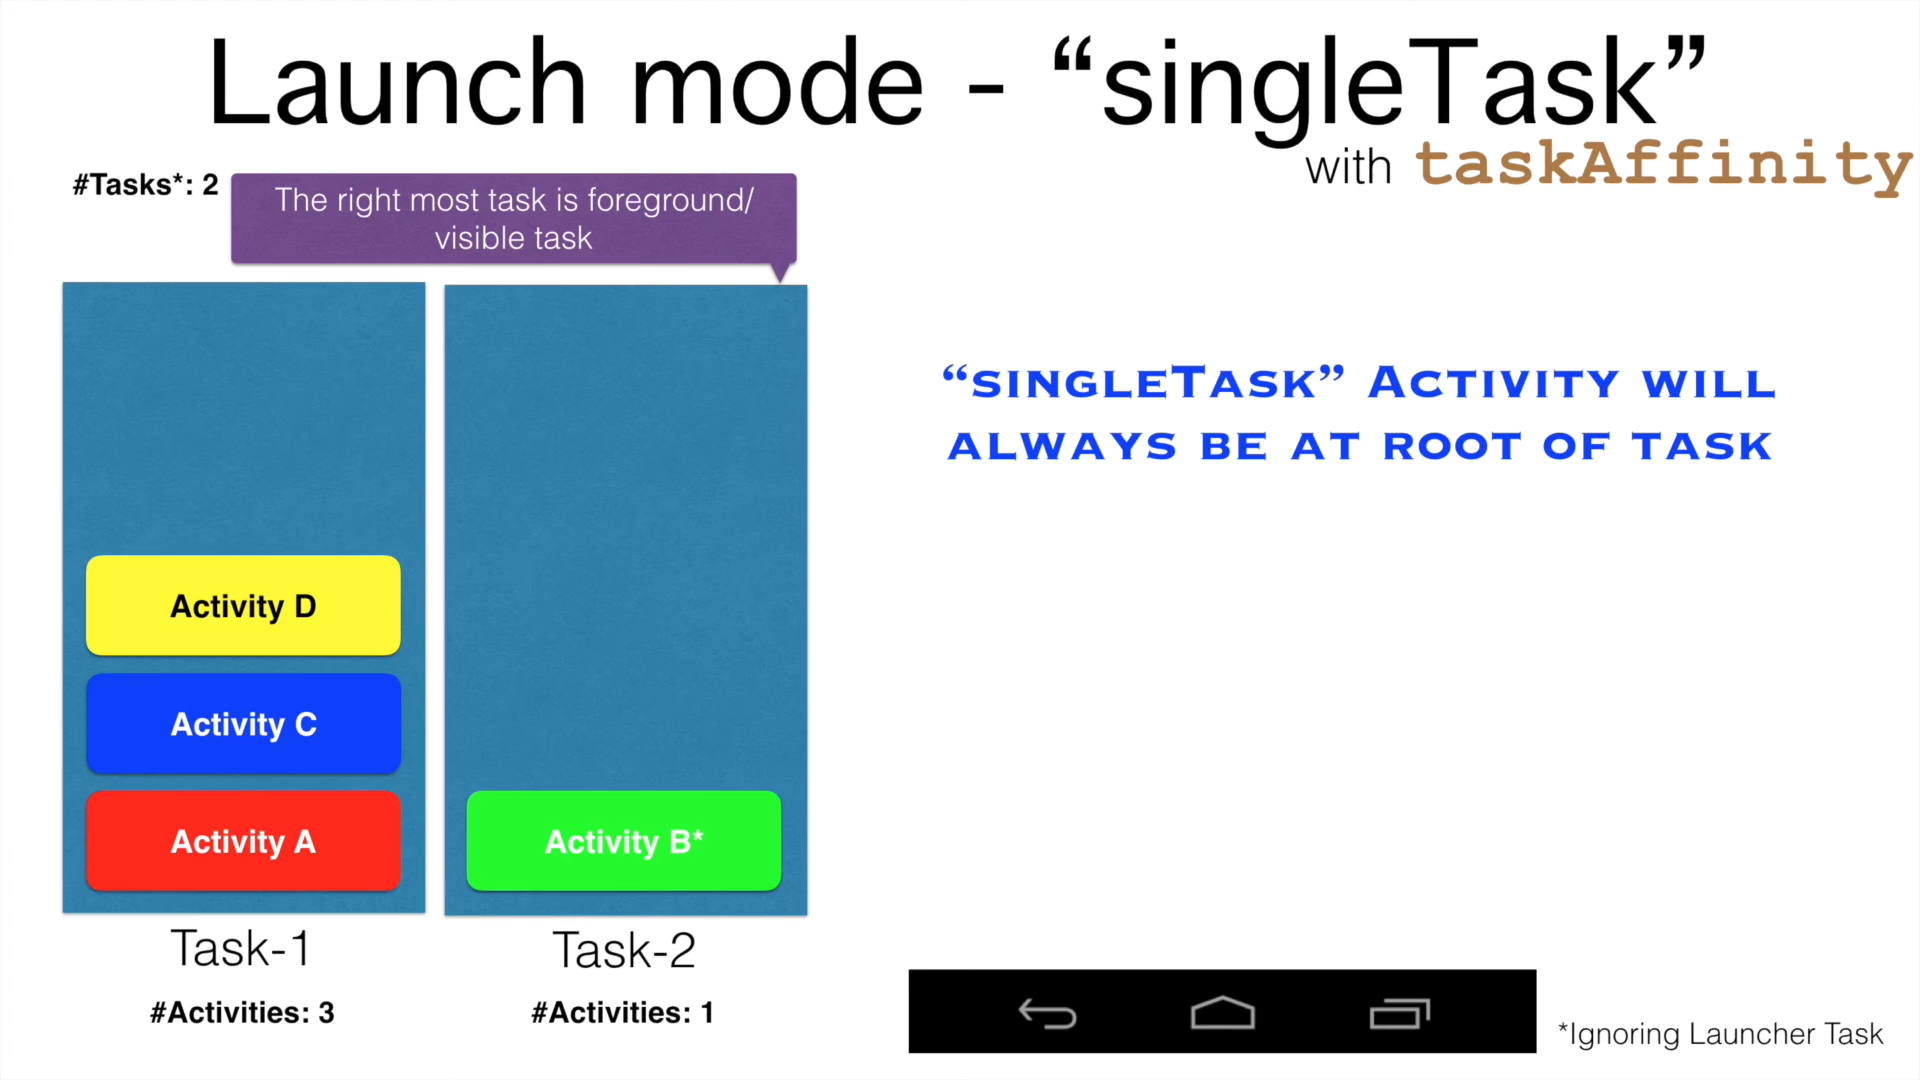 Launch mode - “singleTask”
with taskAffinity
#Tasks*: 2
The right most task is foreground/
visible task
“singleTask” Activity will
always be at root of task
Activity D
Activity C
Activity A
Activity B*
Task-1
Task-2
#Activities: 3
#Activities: 1
*Ignoring Launcher Task